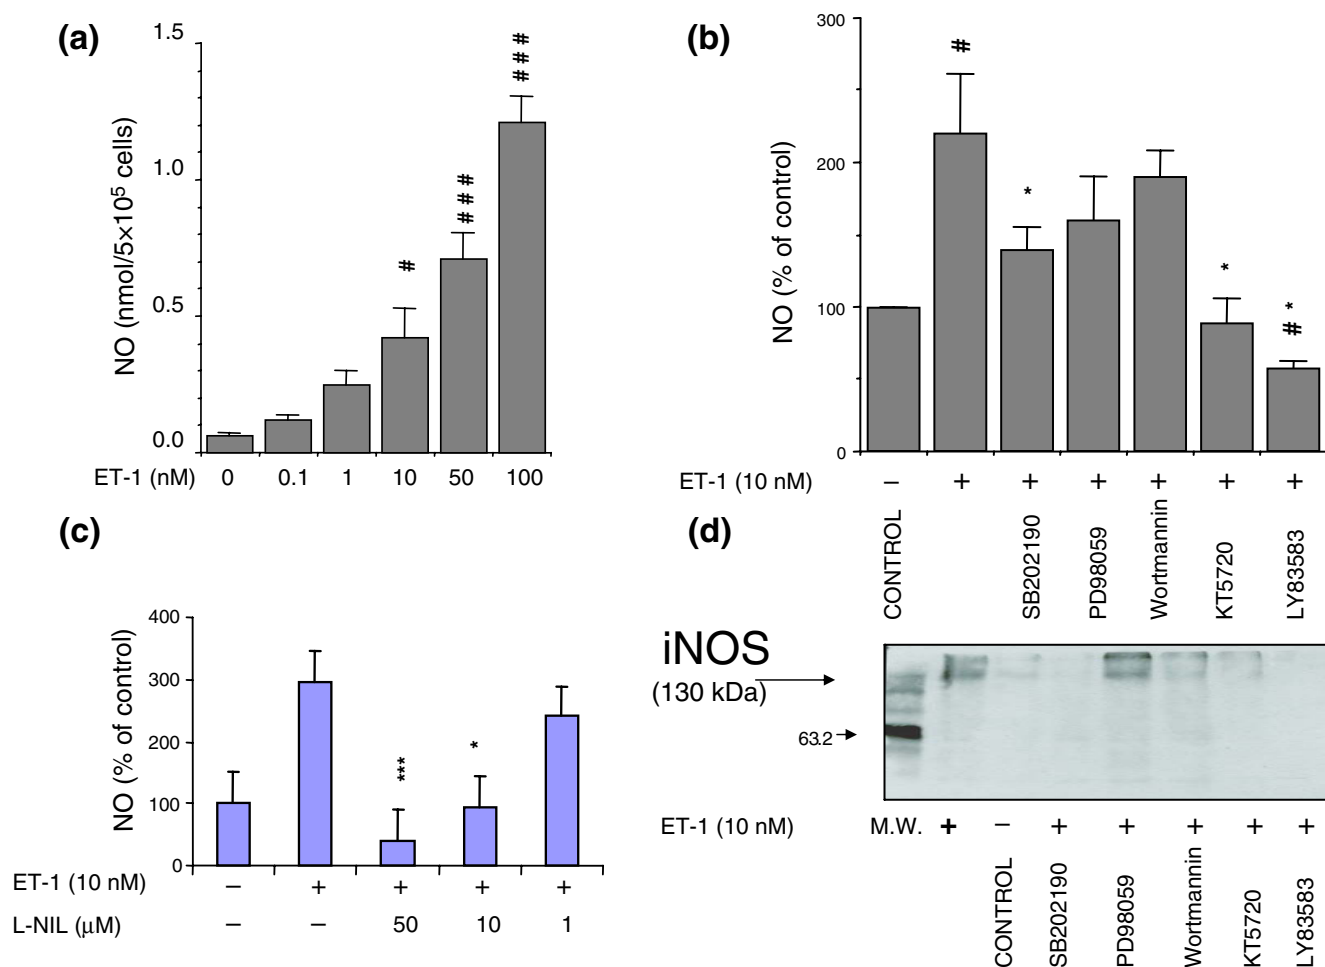 (a)
NO (nmol/5×10⁵ cells)
1.5
1.0
0.5
0.0
#
###
###
ET-1 (nM) 0 0.1 1 10 50 100
(b)
NO (% of control)
300
200
100
0
#
*
*
*
#
ET-1 (10 nM) – + + + + + +
CONTROL
SB202190
PD98059
Wortmannin
KT5720
LY83583
(c)
NO (% of control)
400
300
200
100
0
***
*
ET-1 (10 nM) – + + + +
L-NIL (μM) – – 50 10 1
(d)
iNOS
(130 kDa)
63.2
ET-1 (10 nM) M.W. + – + + + + +
CONTROL
SB202190
PD98059
Wortmannin
KT5720
LY83583